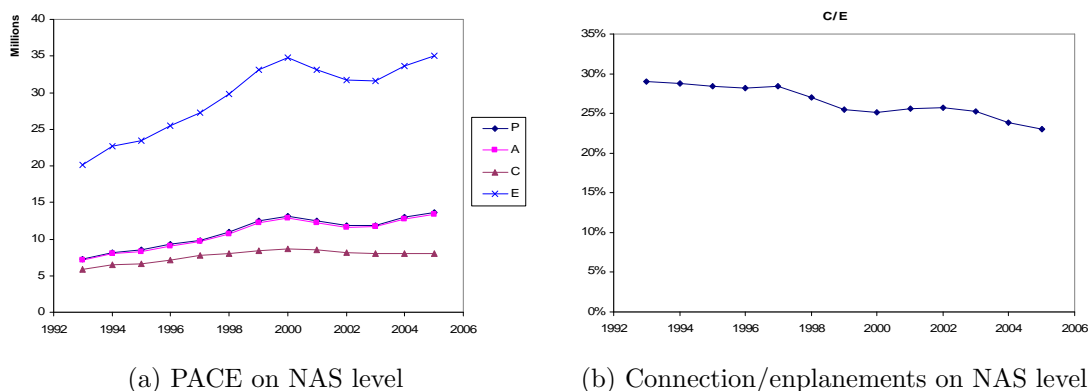 Millions
40
35
30
25
20
15
10
5
0
1992 1994 1996 1998 2000 2002 2004 2006
P
A
C
E
(a) PACE on NAS level
C/E
35%
30%
25%
20%
15%
10%
5%
0%
1992 1994 1996 1998 2000 2002 2004 2006
(b) Connection/enplanements on NAS level